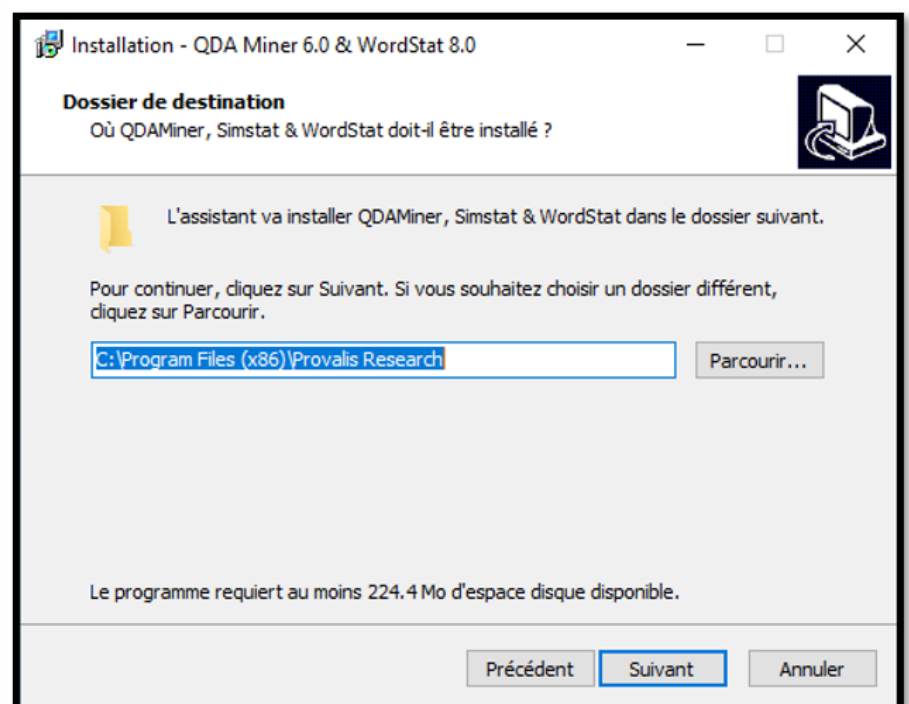 Installation - QDA Miner 6.0 & WordStat 8.0
Dossier de destination
Où QDAMiner, Simstat & WordStat doit-il être installé ?
L'assistant va installer QDAMiner, Simstat & WordStat dans le dossier suivant.
Pour continuer, cliquez sur Suivant. Si vous souhaitez choisir un dossier différent,
cliquez sur Parcourir.
C:\Program Files (x86)\Provalis Research
Parcourir...
Le programme requiert au moins 224.4 Mo d'espace disque disponible.
Précédent
Suivant
Annuler